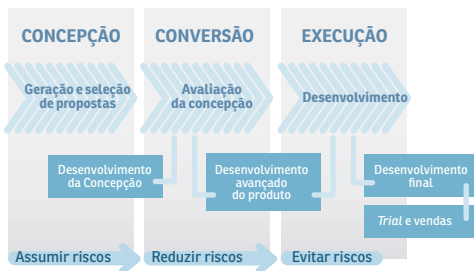 CONCEPÇÃO
CONVERSÃO
EXECUÇÃO
Geração e seleção
de propostas
Avaliação
da concepção
Desenvolvimento
Desenvolvimento
da Concepção
Desenvolvimento
avançado
do produto
Desenvolvimento
final
Trial e vendas
Assumir riscos
Reduzir riscos
Evitar riscos